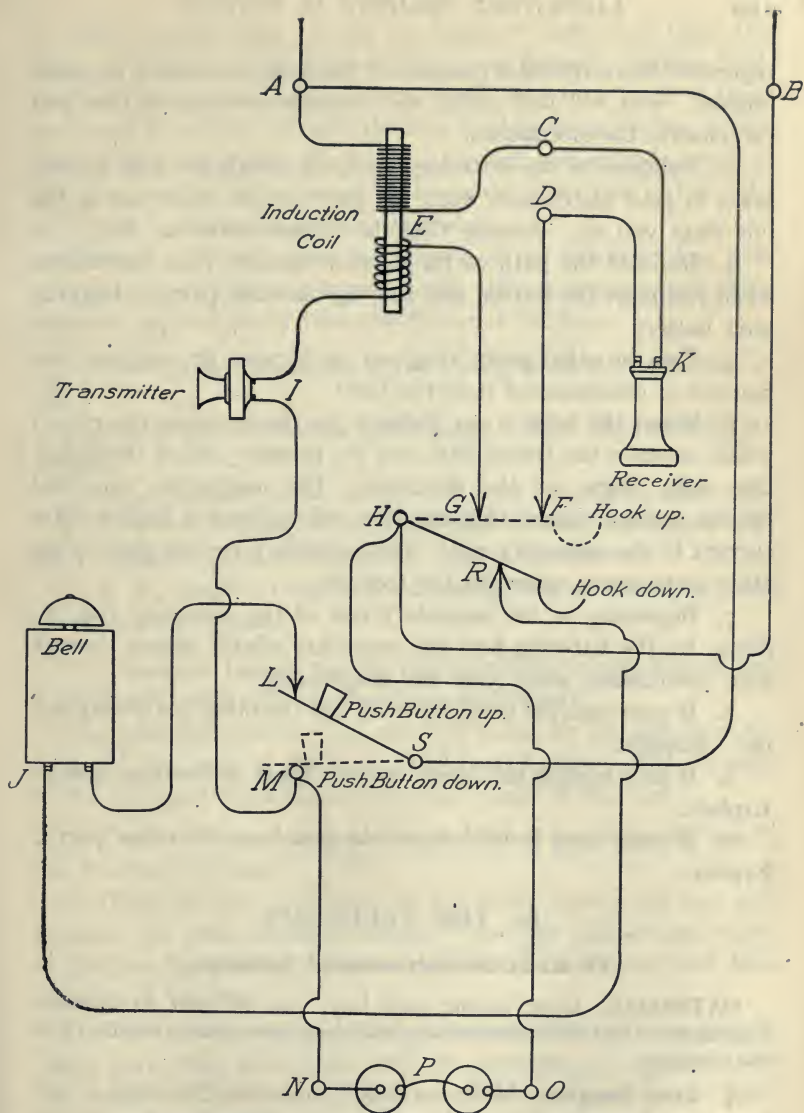 A
B
C
D
Induction
Coil
E
Transmitter
I
K
Receiver
H
G
F
Hook up.
R
Hook down.
Bell
L
Push Button up.
S
J
M
Push Button down.
N
P
O